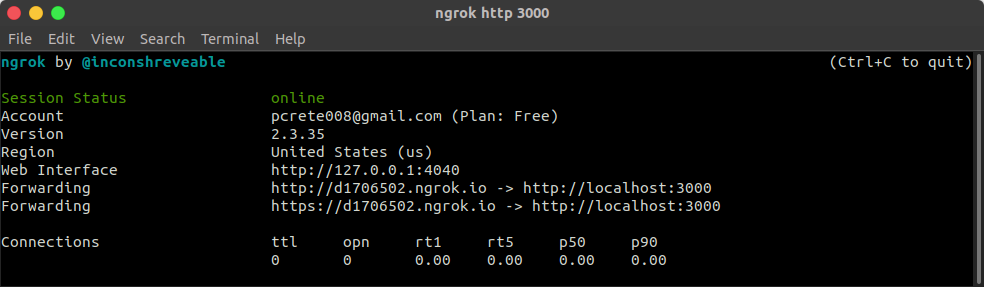 ngrok http 3000
File Edit View Search Terminal Help
ngrok by @inconshreveable (Ctrl+C to quit)
Session Status online
Account pcrete008@gmail.com (Plan: Free)
Version 2.3.35
Region United States (us)
Web Interface http://127.0.0.1:4040
Forwarding http://d1706502.ngrok.io -> http://localhost:3000
Forwarding https://d1706502.ngrok.io -> http://localhost:3000
Connections ttl opn rt1 rt5 p50 p90
0 0 0.00 0.00 0.00 0.00